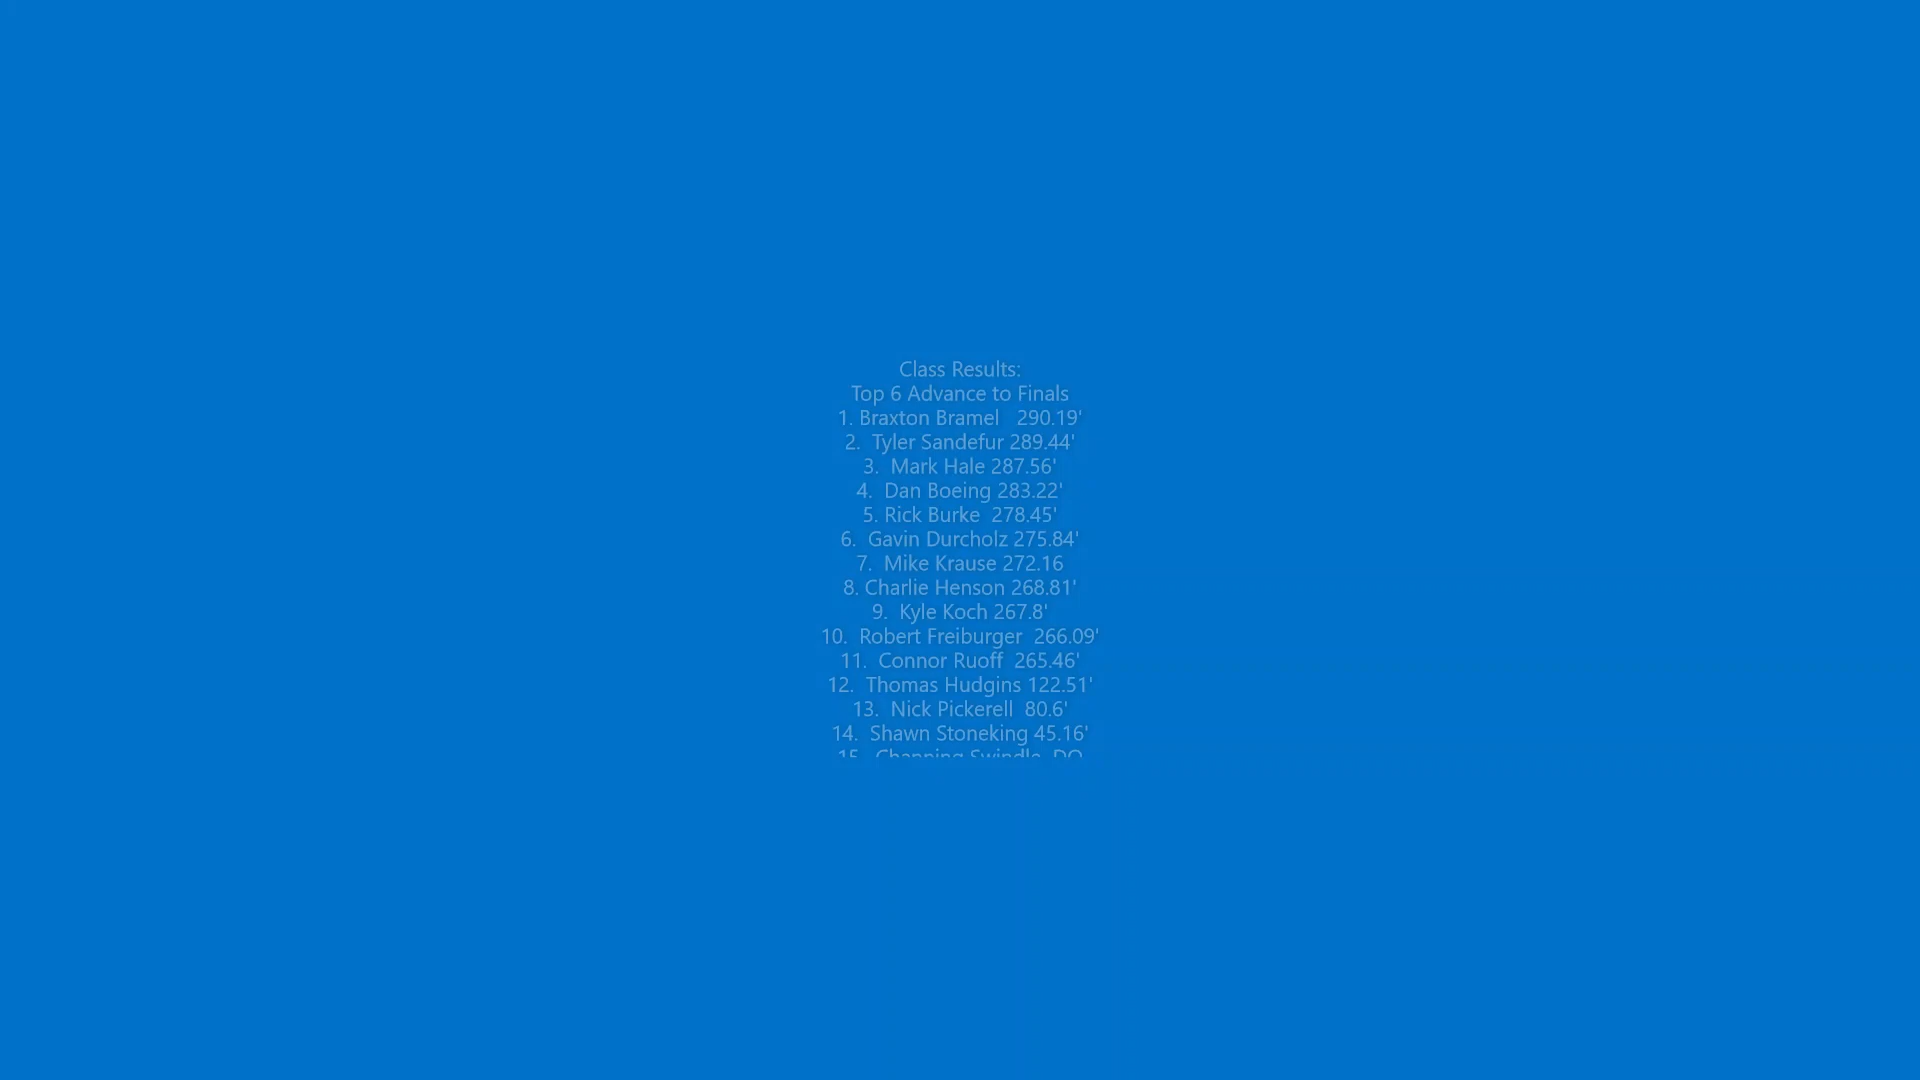 Class Results:
Top 6 Advance to Finals
1. Braxton Bramel   290.19'
2.  Tyler Sandefur 289.44'
3.  Mark Hale 287.56'
4.  Dan Boeing 283.22'
5. Rick Burke  278.45'
6.  Gavin Durcholz 275.84'
7.  Mike Krause 272.16
8. Charlie Henson 268.81'
9.  Kyle Koch 267.8'
10.  Robert Freiburger  266.09'
11.  Connor Ruoff  265.46'
12.  Thomas Hudgins 122.51'
13.  Nick Pickerell  80.6'
14.  Shawn Stoneking 45.16'
15.  Channing Swindle  DQ